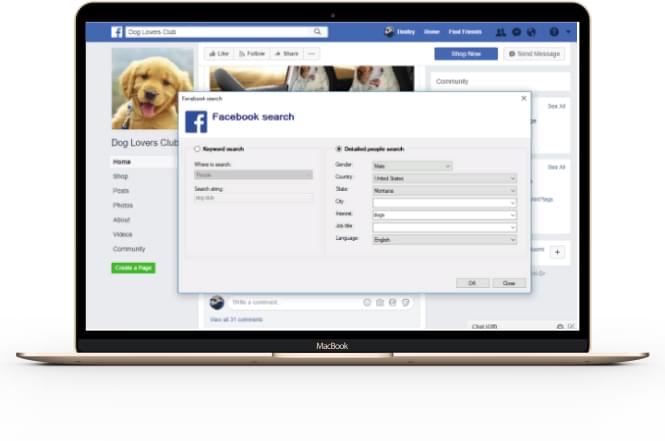 f Dog Lovers Club
Dmitry Home Find Friends
Like Follow Share ...
Shop Now
Send Message
Community
See All
Facebook search
f Facebook search
Keyword search
Where to search:
People
Search string:
dog club
Detailed people search
Gender: Male
Country: United States
State: Montana
City:
Interest: dogs
Job title:
Language: English
OK Close
Dog Lovers Club
Home
Shop
Posts
Photos
About
Videos
Community
Create a Page
See All
Write a comment...
View all 31 comments
MacBook